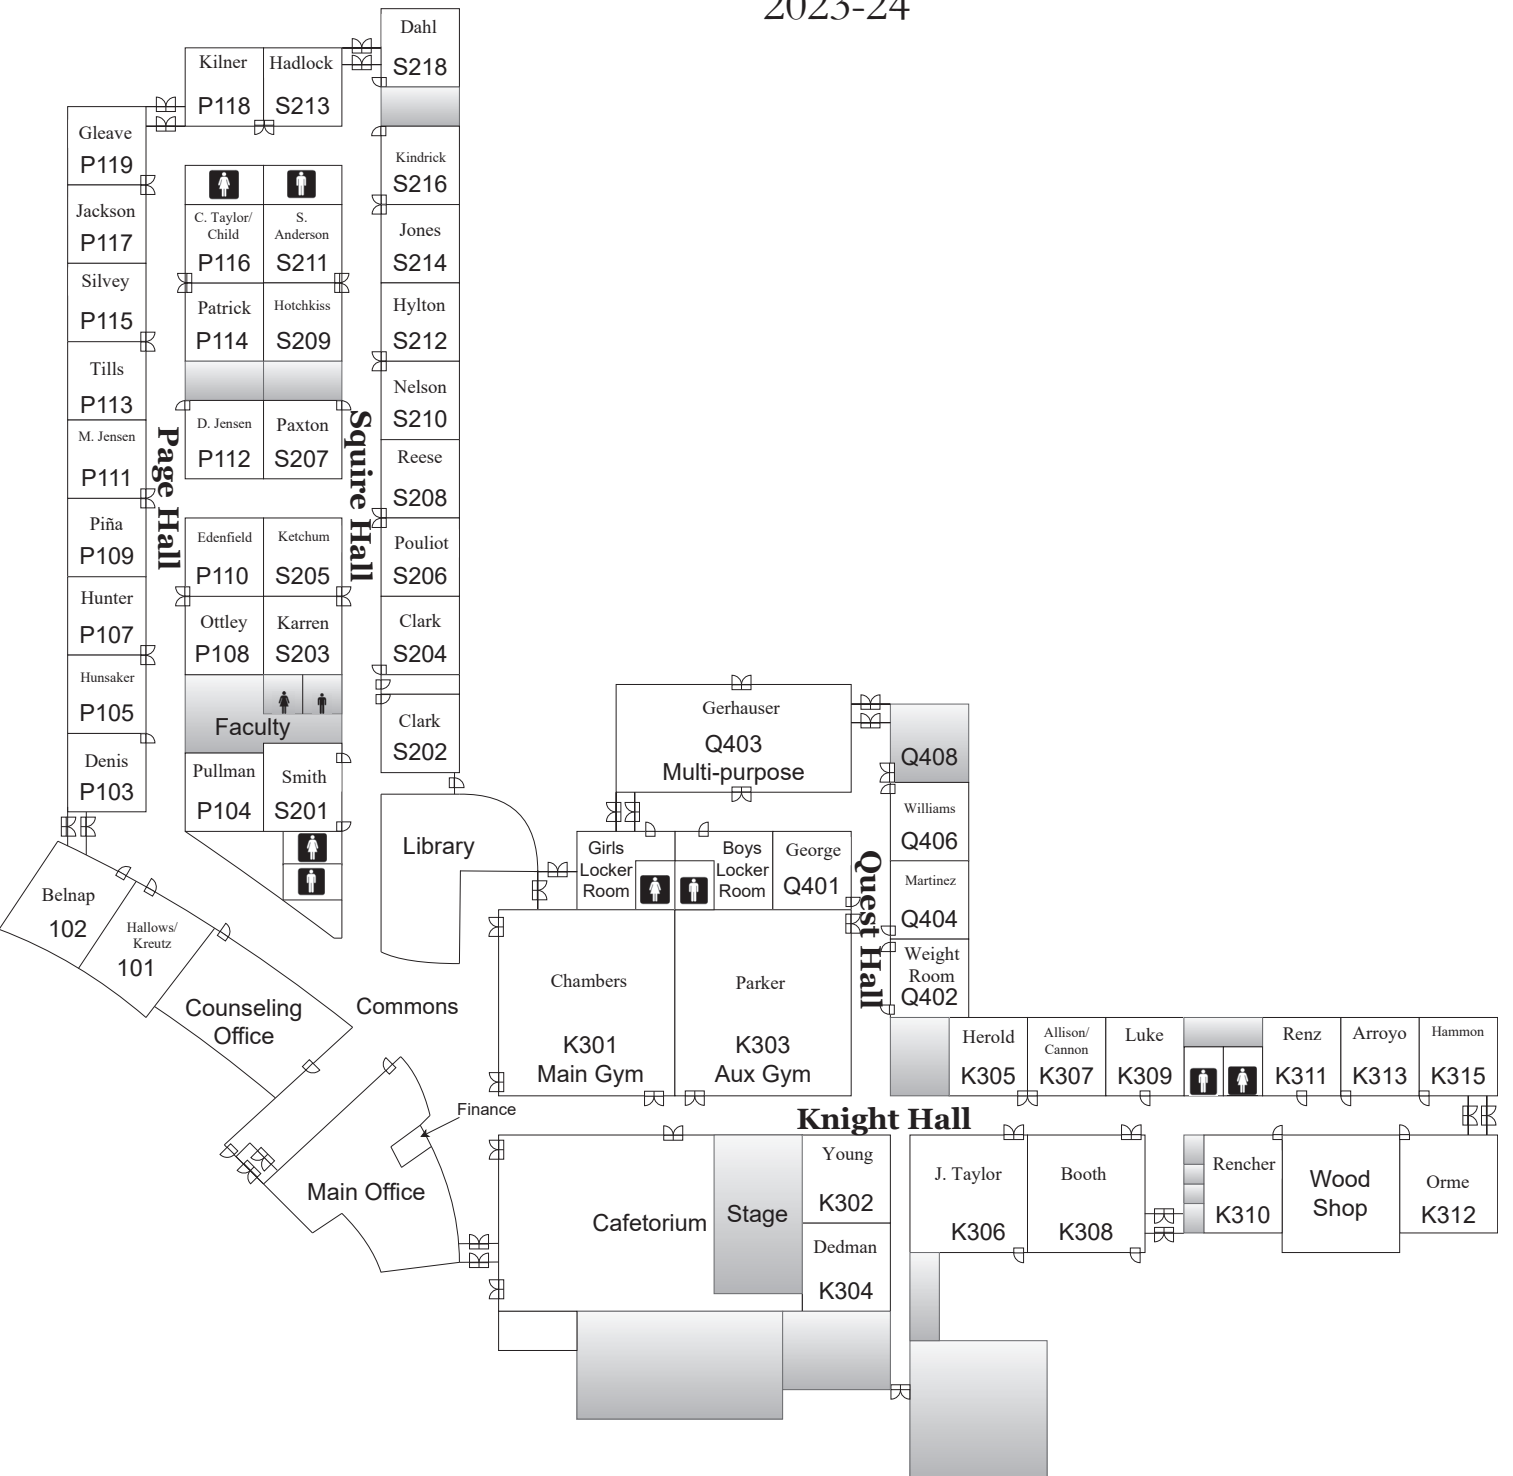 2023-24
Dahl
S218
Kilner
P118
Hadlock
S213
Gleave
P119
Kindrick
S216
Jackson
P117
C. Taylor/
Child
P116
S.
Anderson
S211
Jones
S214
Silvey
P115
Patrick
P114
Hotchkiss
S209
Hylton
S212
Tills
P113
Nelson
S210
M. Jensen
P111
D. Jensen
P112
Paxton
S207
Reese
S208
Page Hall
Squire Hall
Piña
P109
Edenfield
P110
Ketchum
S205
Pouliot
S206
Hunter
P107
Ottley
P108
Karren
S203
Clark
S204
Hunsaker
P105
Faculty
Clark
S202
Denis
P103
Pullman
P104
Smith
S201
Gerhauser
Q403
Multi-purpose
Q408
Williams
Q406
Library
Girls
Locker
Room
Boys
Locker
Room
George
Q401
Quest Hall
Martinez
Q404
Belnap
102
Hallows/
Kreutz
101
Weight
Room
Q402
Counseling
Office
Commons
Chambers
K301
Main Gym
Parker
K303
Aux Gym
Herold
K305
Allison/
Cannon
K307
Luke
K309
Renz
K311
Arroyo
K313
Hammon
K315
Finance
Knight Hall
Main Office
Cafetorium
Stage
Young
K302
Dedman
K304
J. Taylor
K306
Booth
K308
Rencher
K310
Wood
Shop
Orme
K312